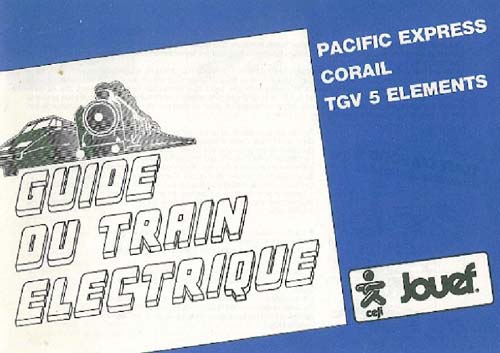 PACIFIC EXPRESS
CORAIL
TGV 5 ELEMENTS
GUIDE
DU TRAIN
ELECTRIQUE
ceji
Jouef.